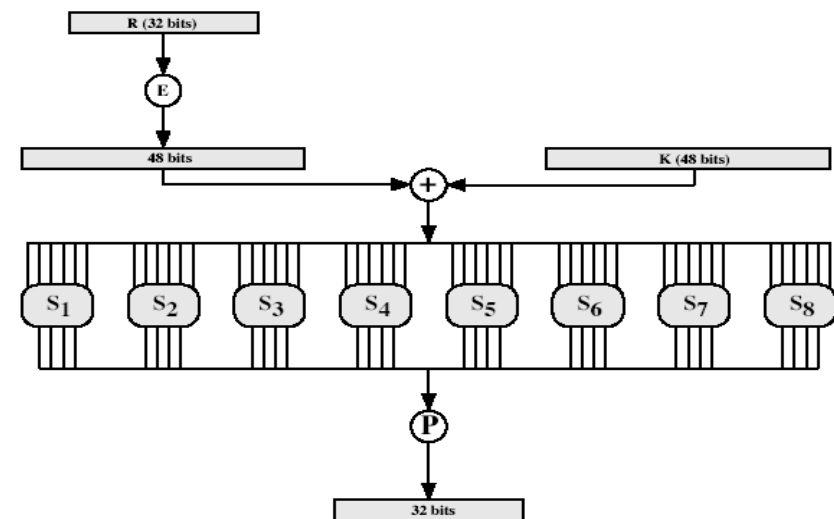 R (32 bits)
E
48 bits
K (48 bits)
+
S1 S2 S3 S4 S5 S6 S7 S8
P
32 bits